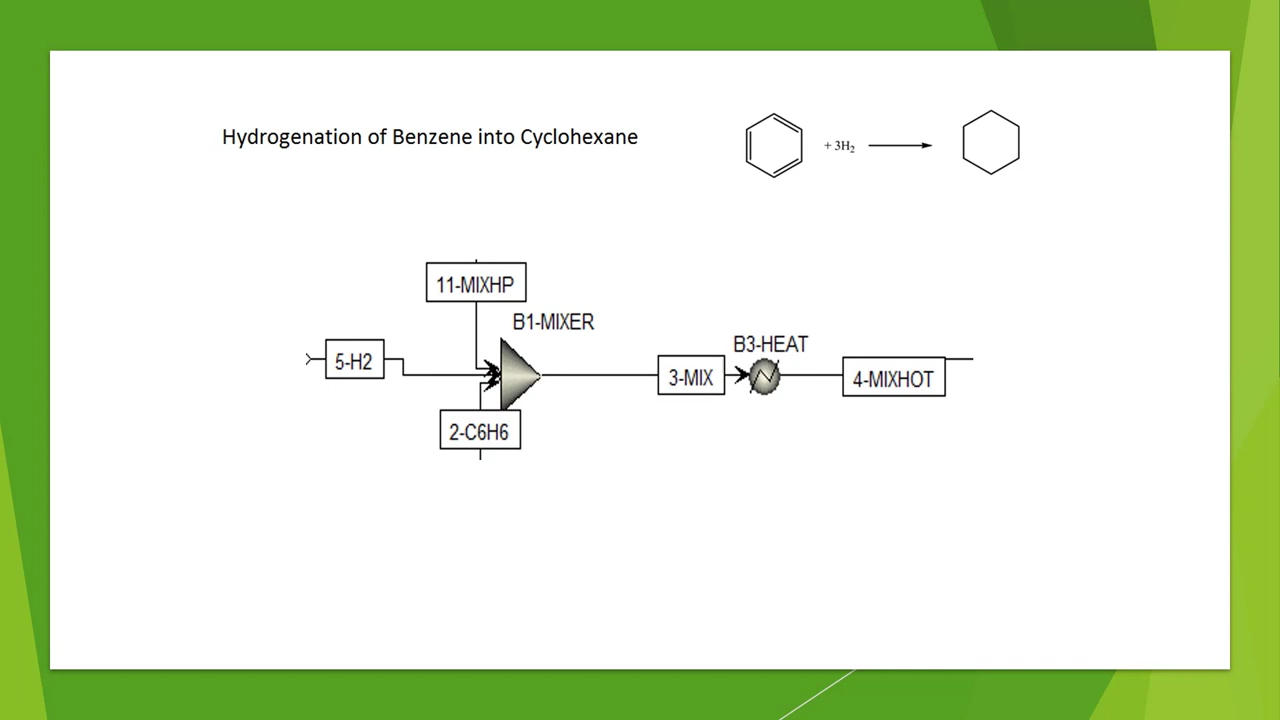 Hydrogenation of Benzene into Cyclohexane
+ 3H₂
11-MIXHP
B1-MIXER
5-H2
B3-HEAT
3-MIX
4-MIXHOT
2-C6H6